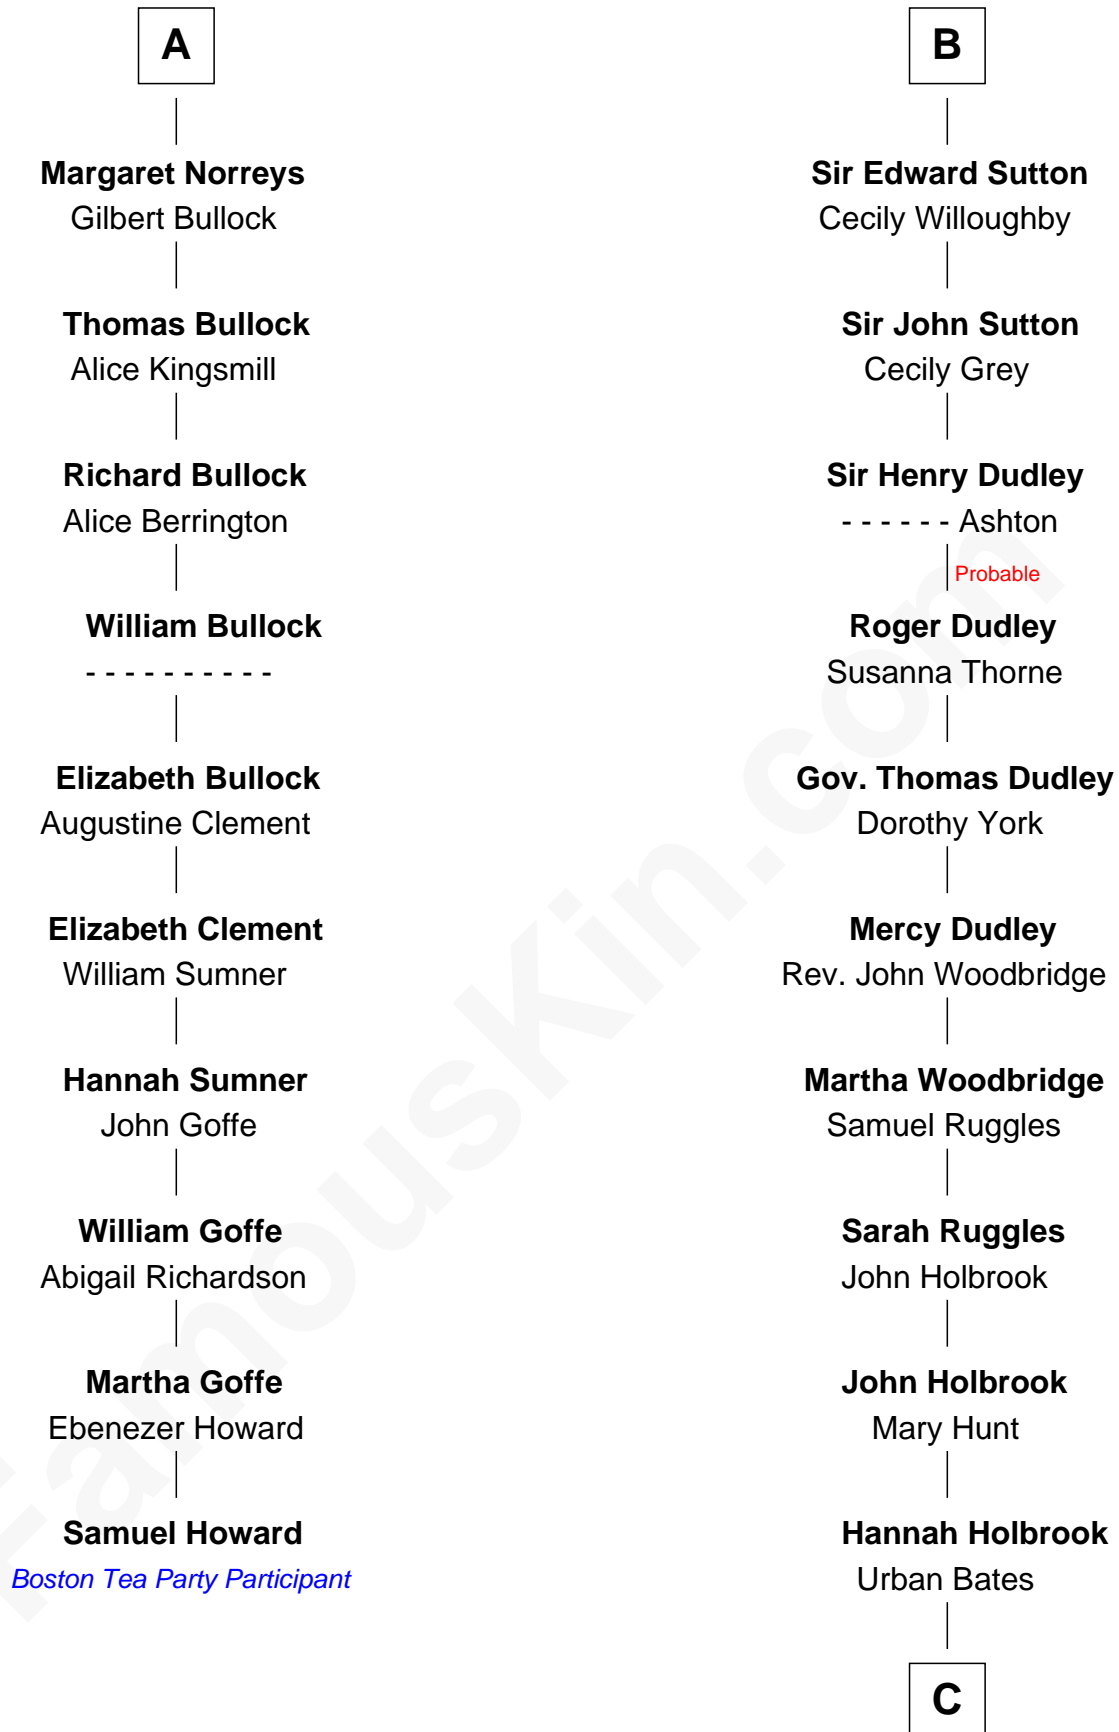 A
Margaret Norreys
Gilbert Bullock
Thomas Bullock
Alice Kingsmill
Richard Bullock
Alice Berrington
William Bullock
- - - - - - - - - -
Elizabeth Bullock
Augustine Clement
Elizabeth Clement
William Sumner
Hannah Sumner
John Goffe
William Goffe
Abigail Richardson
Martha Goffe
Ebenezer Howard
Samuel Howard
Boston Tea Party Participant
B
Sir Edward Sutton
Cecily Willoughby
Sir John Sutton
Cecily Grey
Sir Henry Dudley
- - - - - - Ashton
Probable
Roger Dudley
Susanna Thorne
Gov. Thomas Dudley
Dorothy York
Mercy Dudley
Rev. John Woodbridge
Martha Woodbridge
Samuel Ruggles
Sarah Ruggles
John Holbrook
John Holbrook
Mary Hunt
Hannah Holbrook
Urban Bates
C
FamousKin.com